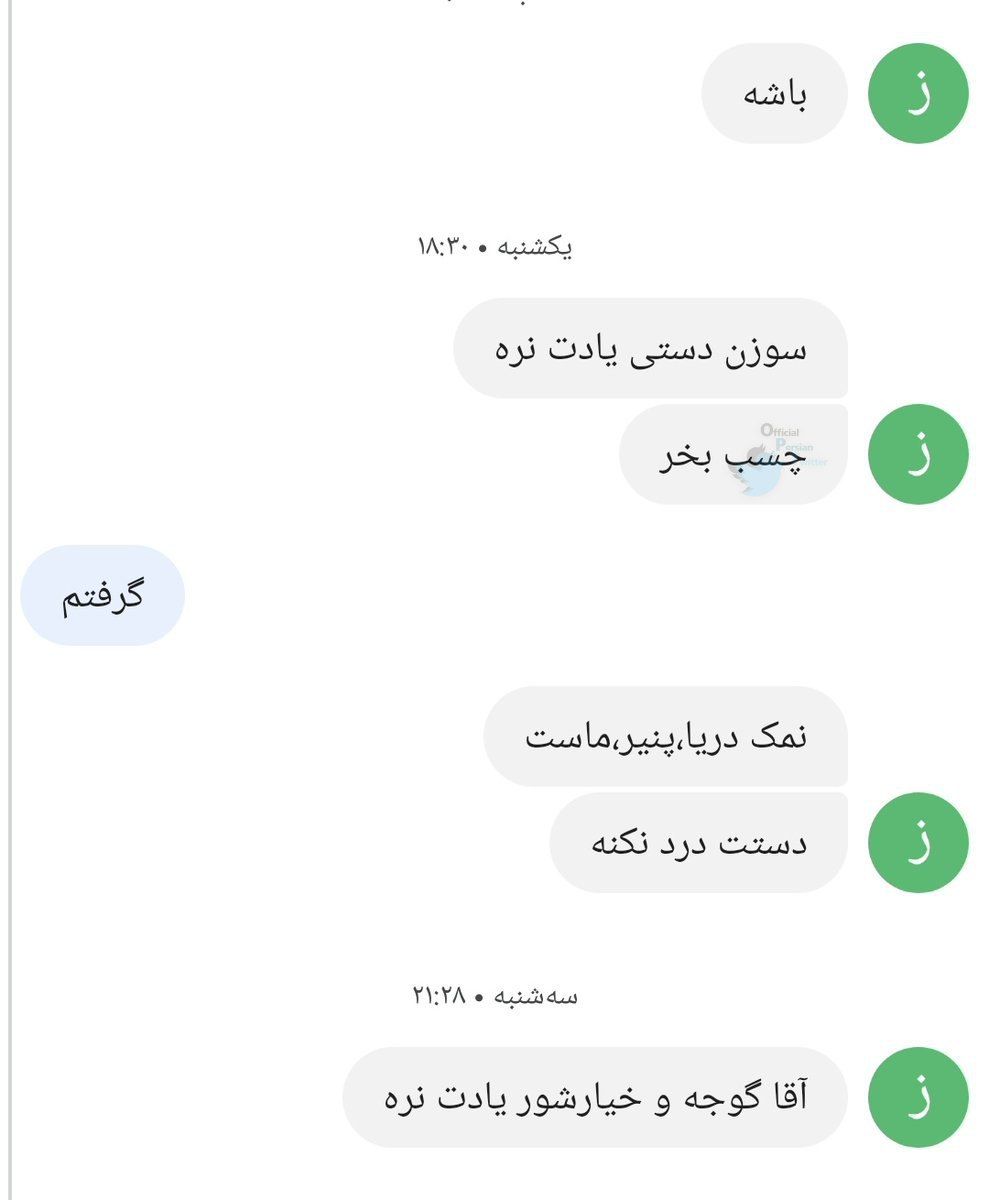 باشه
ز
یکشنبه • ۱۸:۳۰
سوزن دستی یادت نره
چسب بخر
ز
Official
Persian
Twitter
گرفتم
نمک دریا،پنیر،ماست
دستت درد نکنه
ز
سه‌شنبه • ۲۱:۲۸
آقا گوجه و خیارشور یادت نره
ز